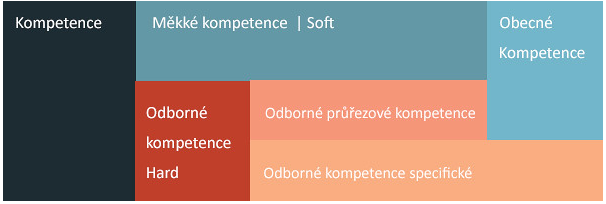 Kompetence
Měkké kompetence | Soft
Obecné
Kompetence
Odborné
kompetence
Hard
Odborné průřezové kompetence
Odborné kompetence specifické